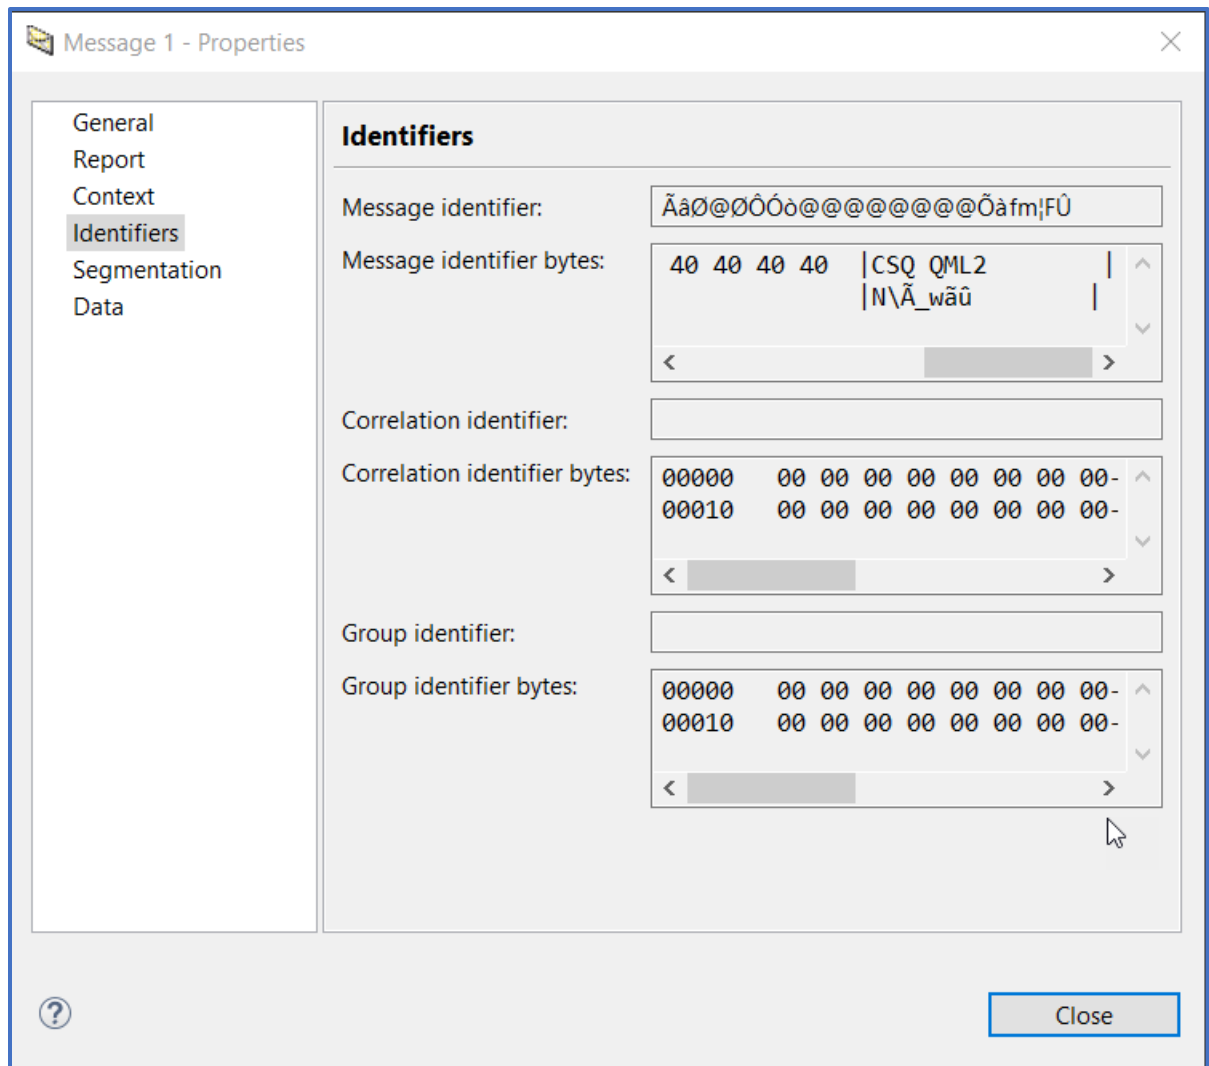 Message 1 - Properties
General
Report
Context
Identifiers
Segmentation
Data
Identifiers
Message identifier: ÃâØ@ØÔÓò@@@@@@@@Õàfm¦FÛ
Message identifier bytes: 40 40 40 40 |CSQ QML2 |
|N\Ã_wãû |
Correlation identifier:
Correlation identifier bytes: 00000 00 00 00 00 00 00 00 00-
00010 00 00 00 00 00 00 00 00-
Group identifier:
Group identifier bytes: 00000 00 00 00 00 00 00 00 00-
00010 00 00 00 00 00 00 00 00-
Close